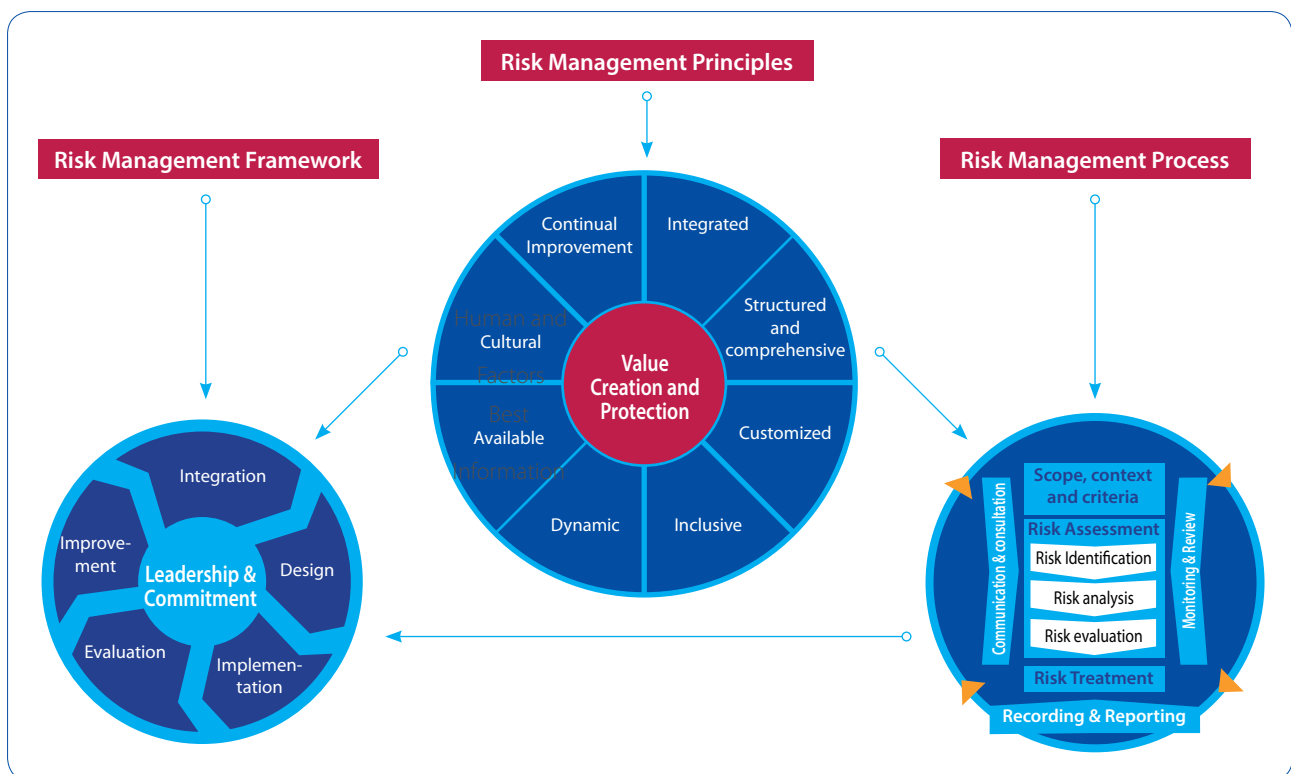 Risk Management Principles
Risk Management Framework
Risk Management Process
Continual
Improvement
Integrated
Structured
and
comprehensive
Customized
Inclusive
Dynamic
Best
Available
Information
Human and
Cultural
Factors
Value
Creation and
Protection
Integration
Design
Implemen-
tation
Evaluation
Improve-
ment
Leadership &
Commitment
Communication & consultation
Scope, context
and criteria
Risk Assessment
Risk Identification
Risk analysis
Risk evaluation
Risk Treatment
Monitoring & Review
Recording & Reporting